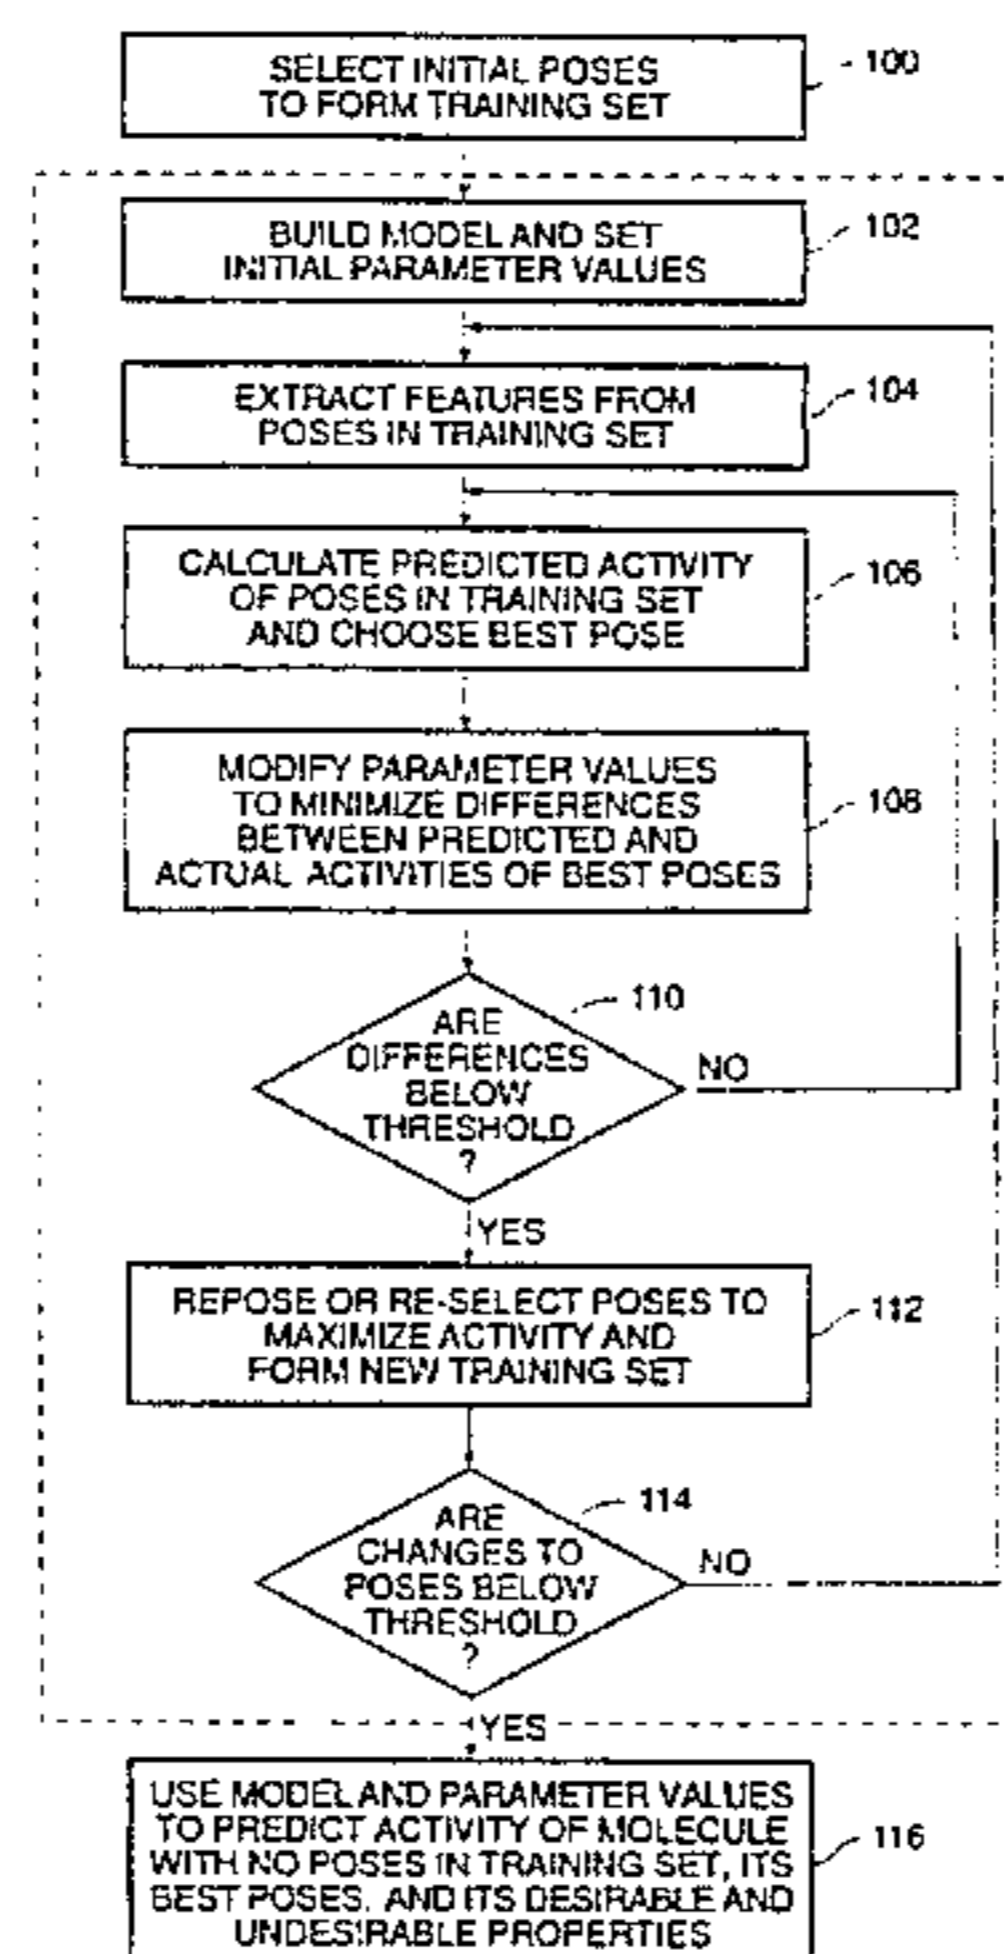 SELECT INITIAL POSES
TO FORM TRAINING SET
100
BUILD MODEL AND SET
INITIAL PARAMETER VALUES
102
EXTRACT FEATURES FROM
POSES IN TRAINING SET
104
CALCULATE PREDICTED ACTIVITY
OF POSES IN TRAINING SET
AND CHOOSE BEST POSE
106
MODIFY PARAMETER VALUES
TO MINIMIZE DIFFERENCES
BETWEEN PREDICTED AND
ACTUAL ACTIVITIES OF BEST POSES
108
110
ARE
DIFFERENCES
BELOW
THRESHOLD
?
NO
YES
REPOSE OR RE-SELECT POSES TO
MAXIMIZE ACTIVITY AND
FORM NEW TRAINING SET
112
114
ARE
CHANGES TO
POSES BELOW
THRESHOLD
?
NO
YES
USE MODEL AND PARAMETER VALUES
TO PREDICT ACTIVITY OF MOLECULE
WITH NO POSES IN TRAINING SET, ITS
BEST POSES, AND ITS DESIRABLE AND
UNDESIRABLE PROPERTIES
116